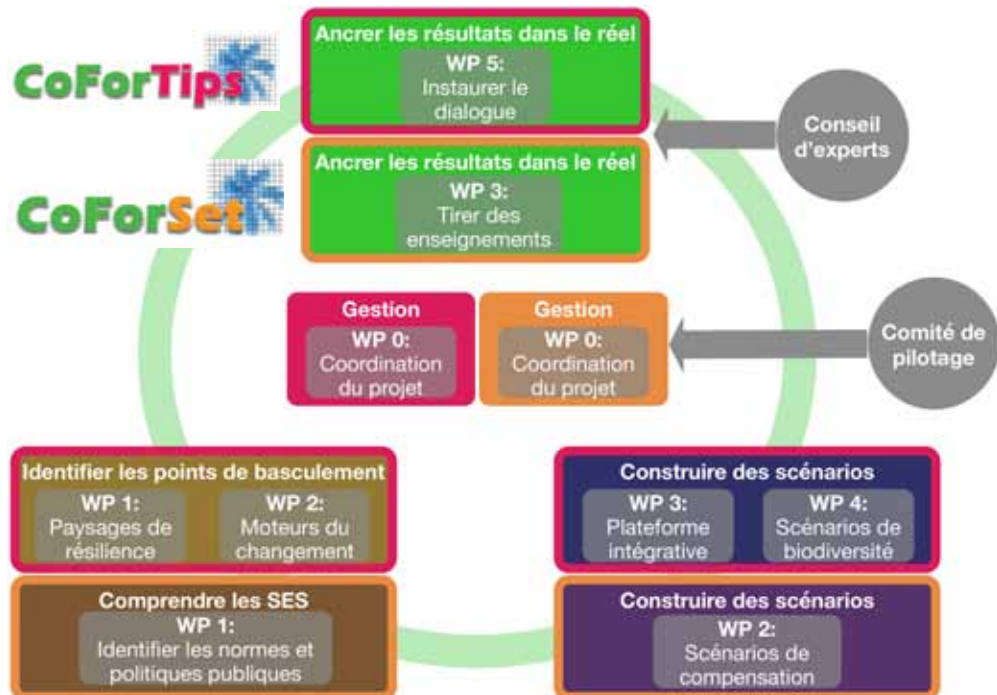 CoForTips
CoForSet
Ancrer les résultats dans le réel
WP 5:
Instaurer le
dialogue
Ancrer les résultats dans le réel
WP 3:
Tirer des
enseignements
Conseil
d'experts
Gestion
WP 0:
Coordination
du projet
Gestion
WP 0:
Coordination
du projet
Comité de
pilotage
Identifier les points de basculement
WP 1:
Paysages de
résilience
WP 2:
Moteurs du
changement
Construire des scénarios
WP 3:
Plateforme
intégrative
WP 4:
Scénarios de
biodiversité
Comprendre les SES
WP 1:
Identifier les normes et
politiques publiques
Construire des scénarios
WP 2:
Scénarios de
compensation